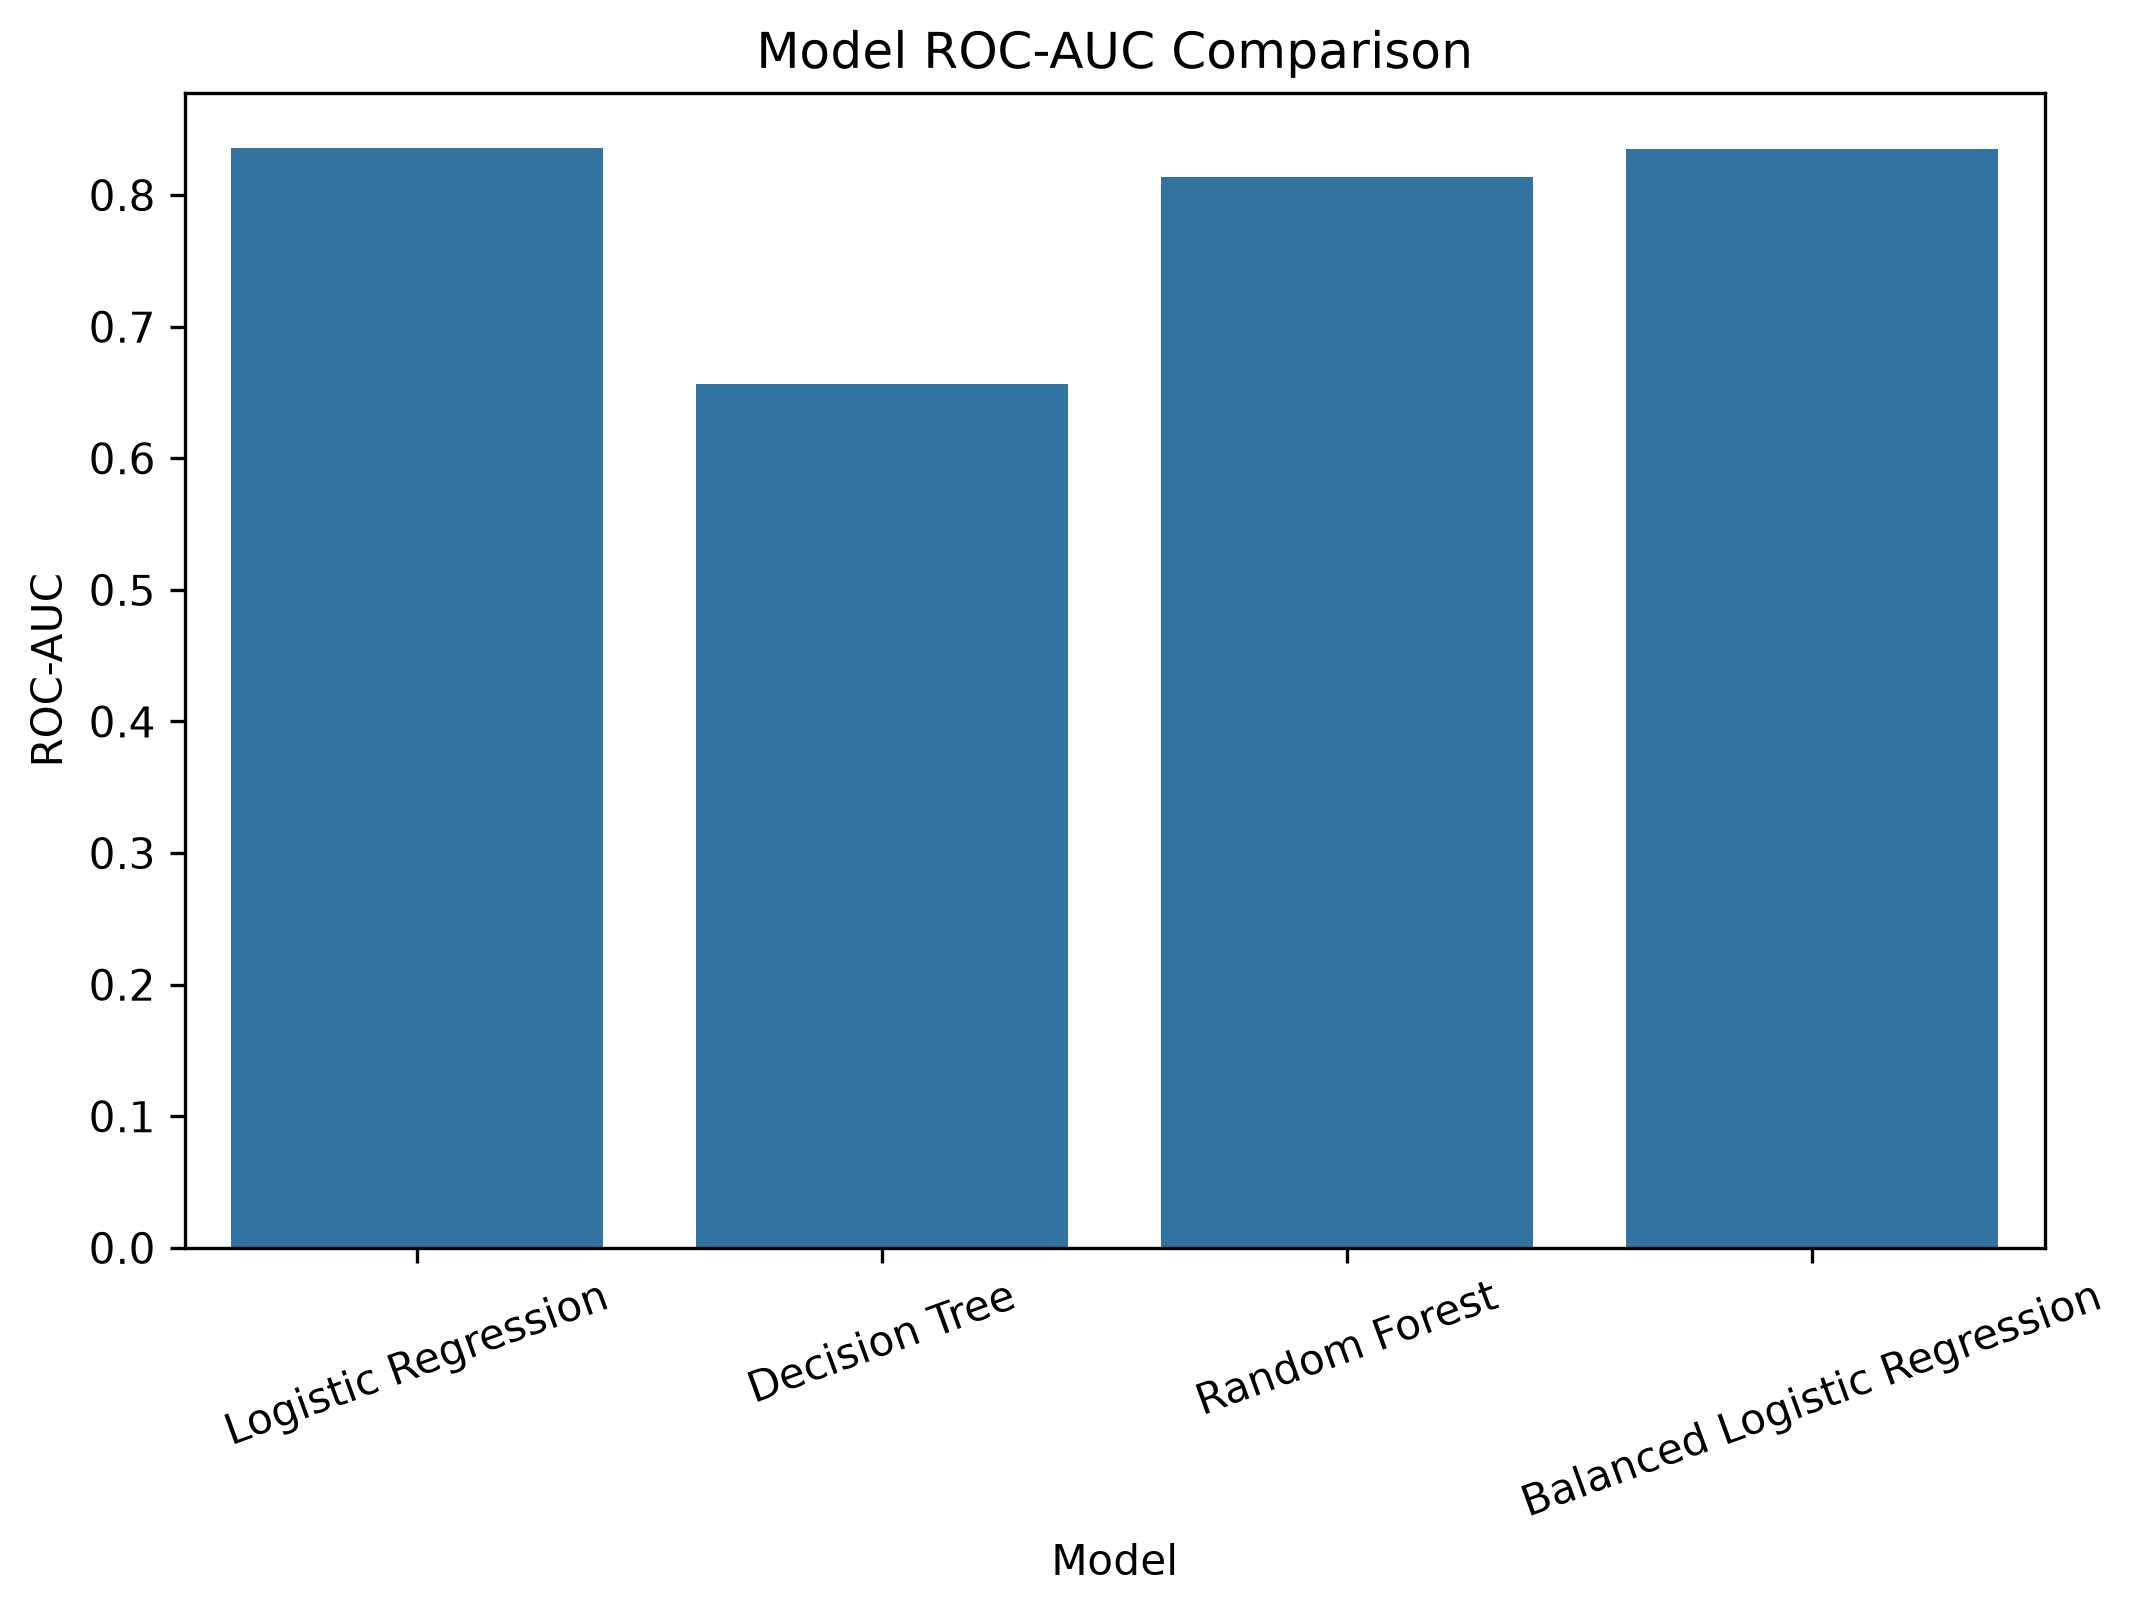 Model ROC-AUC Comparison
ROC-AUC
0.8
0.7
0.6
0.5
0.4
0.3
0.2
0.1
0.0
Logistic Regression
Decision Tree
Random Forest
Balanced Logistic Regression
Model